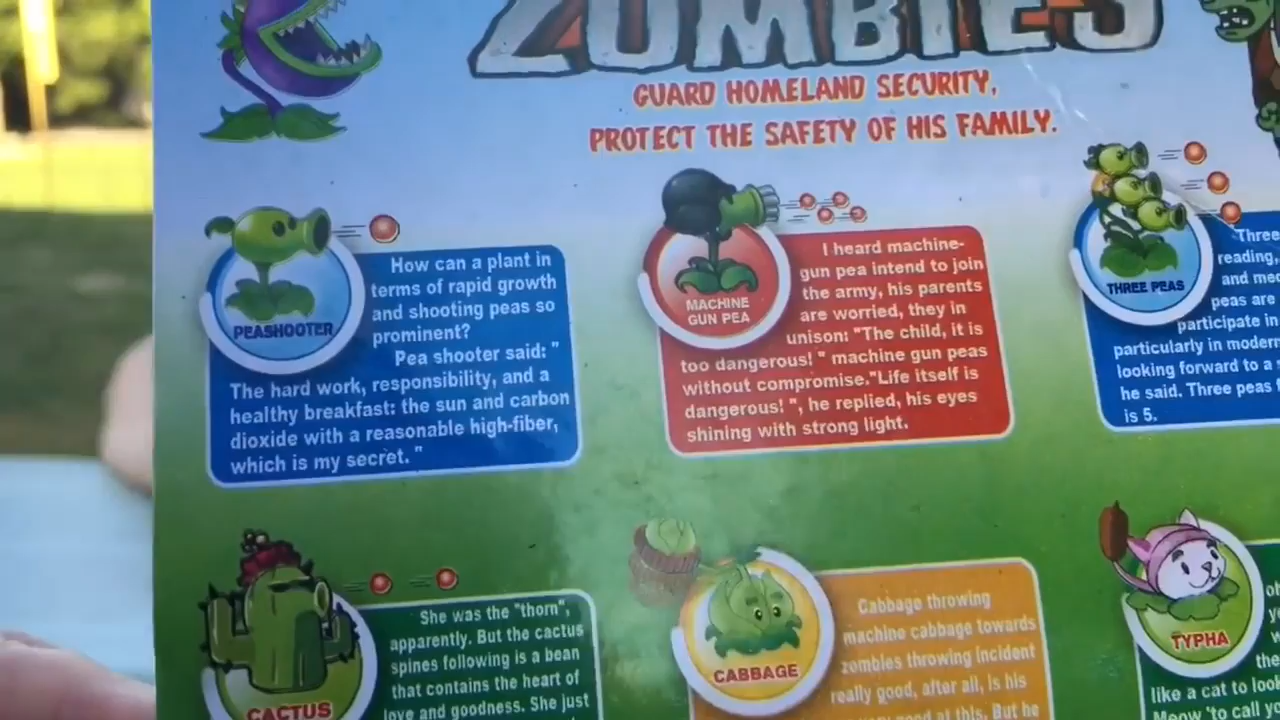 ZOMBIES
GUARD HOMELAND SECURITY,
PROTECT THE SAFETY OF HIS FAMILY.
PEASHOOTER
How can a plant in
terms of rapid growth
and shooting peas so
prominent?
Pea shooter said: "
The hard work, responsibility, and a
healthy breakfast: the sun and carbon
dioxide with a reasonable high-fiber,
which is my secret. "
MACHINE
GUN PEA
I heard machine-
gun pea intend to join
the army, his parents
are worried, they in
unison: "The child, it is
too dangerous! " machine gun peas
without compromise."Life itself is
dangerous! ", he replied, his eyes
shining with strong light.
THREE PEAS
"Three
reading,
and
peas are
participate in
particularly in modern
looking forward to a
he said. Three peas
is 5.
CACTUS
She was the "thorn",
apparently. But the cactus
spines following is a bean
that contains the heart of
love and goodness. She just
CABBAGE
Cabbage throwing
machine cabbage towards
zombies throwing incident
really good, after all, is his
very good at this. But he
TYPHA
the
like a cat to look
Meow 'to call